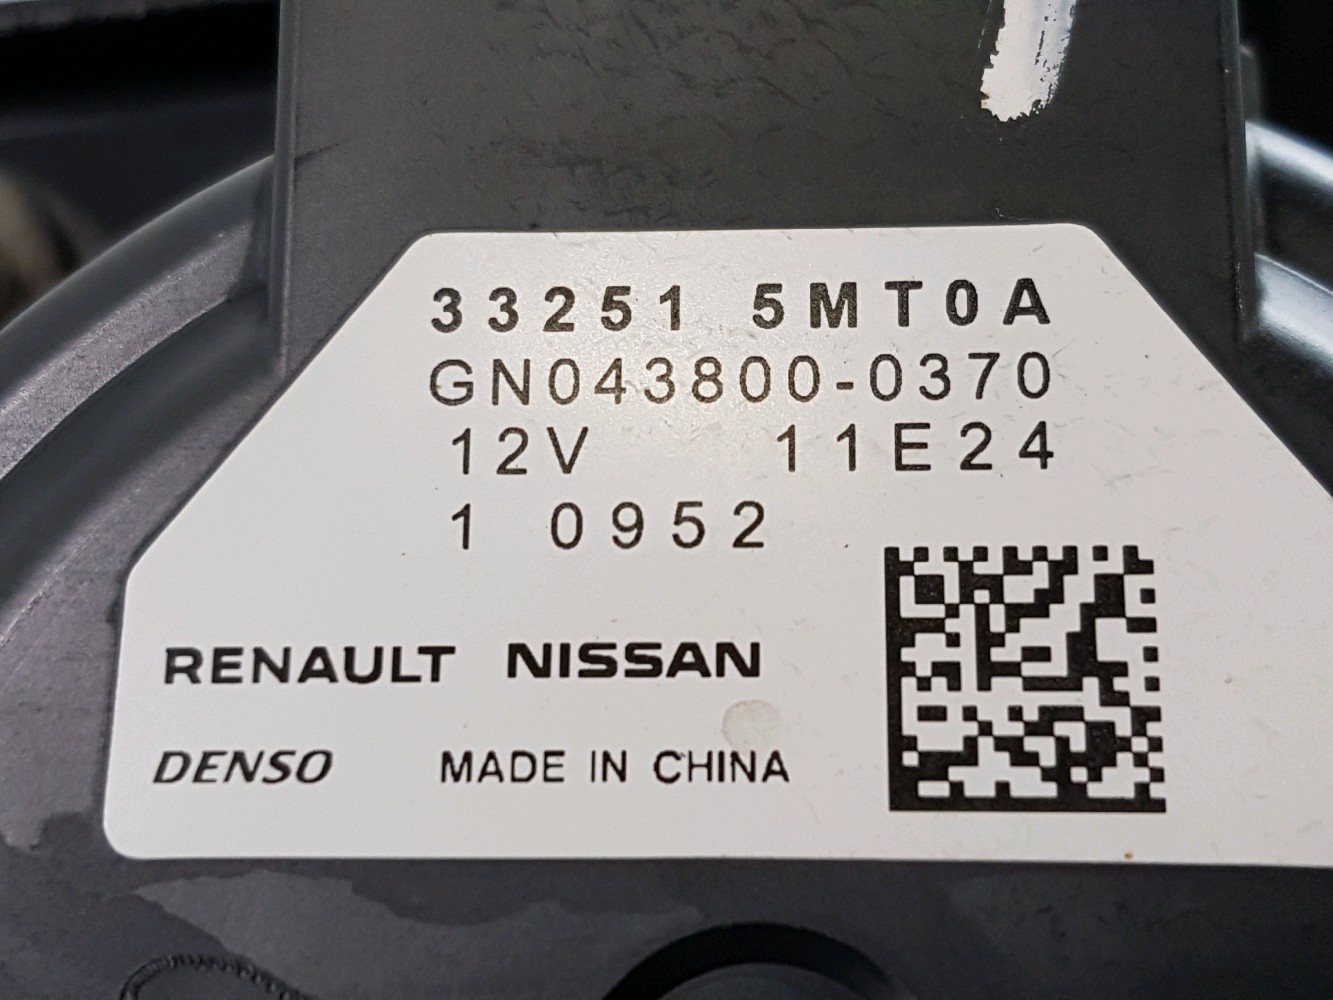 33251 5MT0A
GN043800-0370
12V 11E24
1 0952
RENAULT NISSAN
DENSO MADE IN CHINA